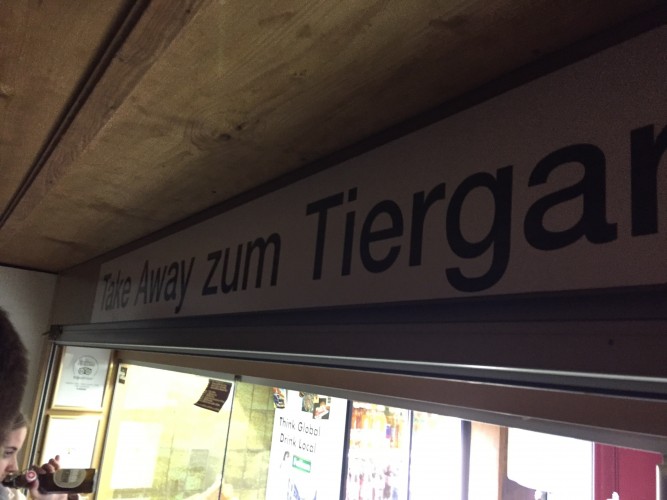 Take Away zum Tiergar
Think Global
Drink Local